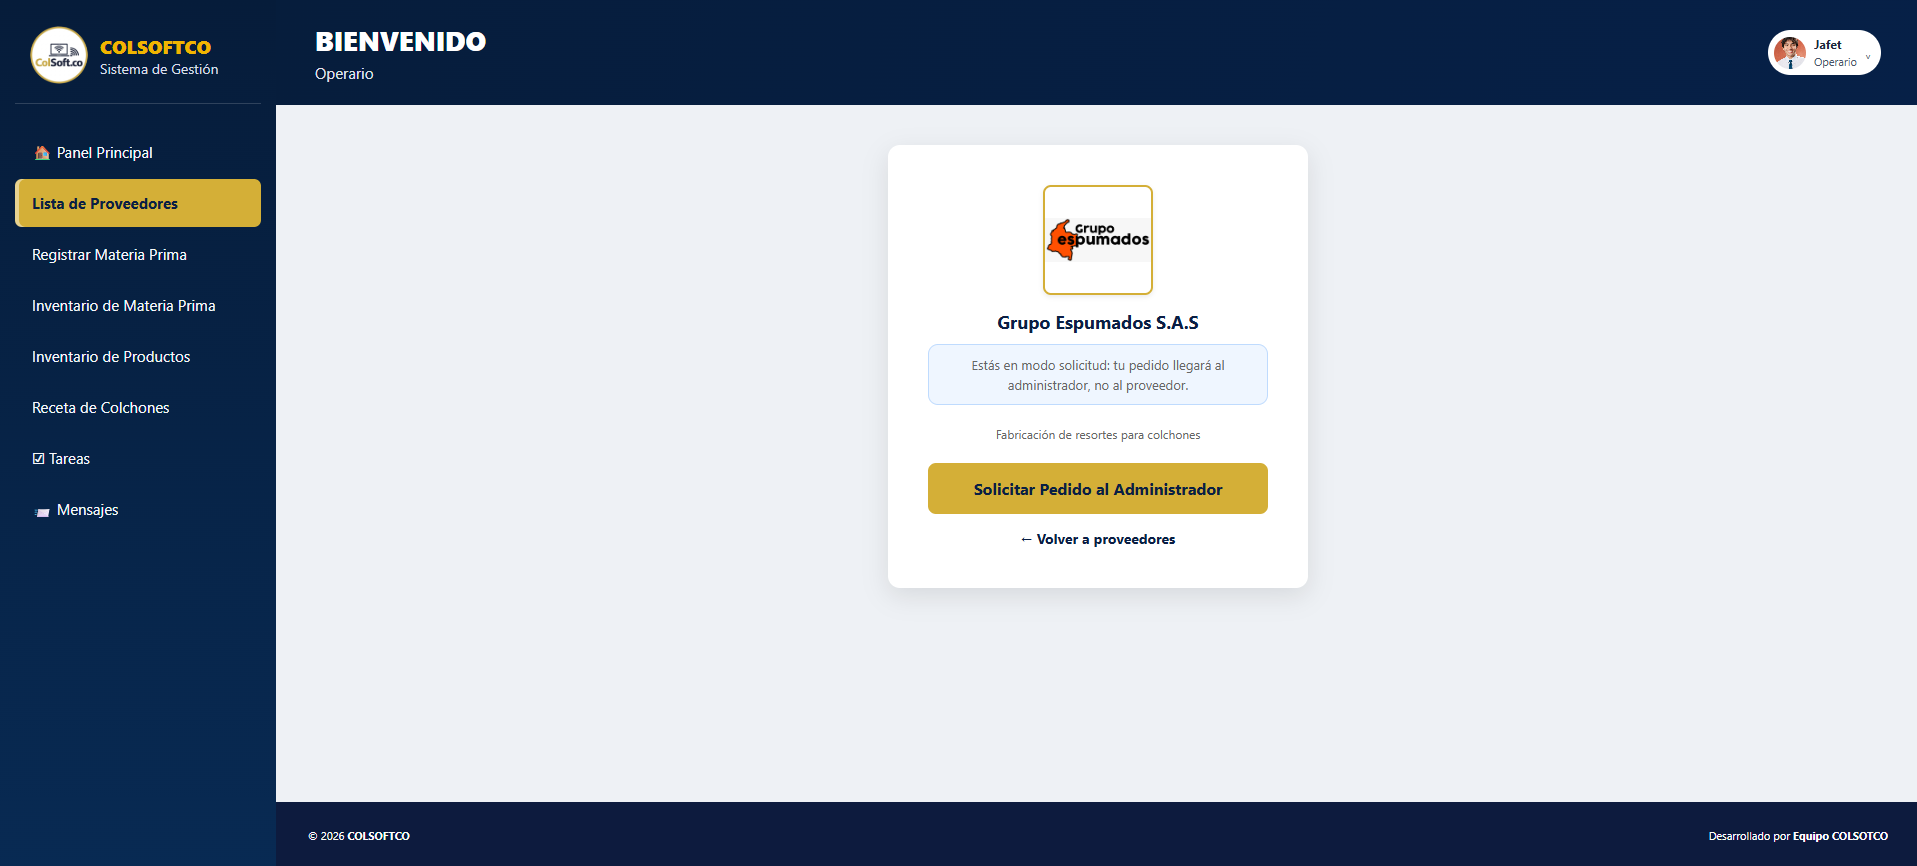 ColSoft.co
COLSOFTCO
Sistema de Gestión
BIENVENIDO
Operario
Jafet
Operario
Panel Principal
Lista de Proveedores
Registrar Materia Prima
Inventario de Materia Prima
Inventario de Productos
Receta de Colchones
Tareas
Mensajes
Grupo
espumados
Grupo Espumados S.A.S
Estás en modo solicitud: tu pedido llegará al
administrador, no al proveedor.
Fabricación de resortes para colchones
Solicitar Pedido al Administrador
← Volver a proveedores
© 2026 COLSOFTCO
Desarrollado por Equipo COLSOTCO